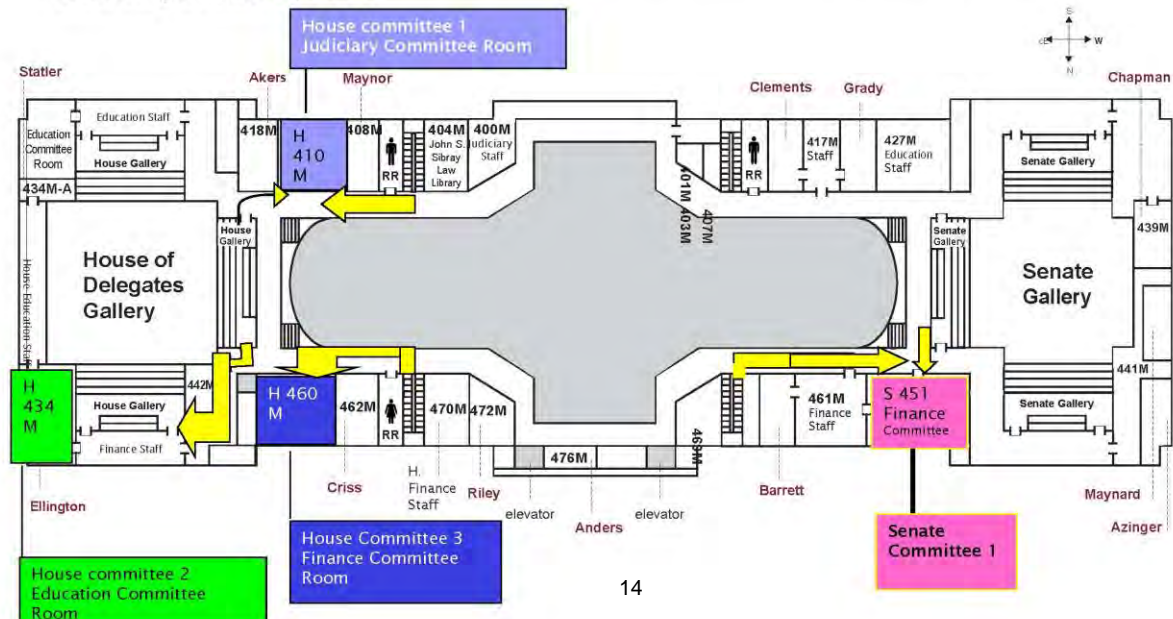 House committee 1
Judiciary Committee Room
S
E
W
N
Statler
Akers
Maynor
Clements
Grady
Chapman
Education Staff
Education
Committee
Room
House Gallery
434M-A
418M
H
410
M
408M
RR
404M
John S.
Sibray
Law
Library
400M
Judiciary
Staff
401M
403M
407M
RR
417M
Staff
427M
Education
Staff
Senate Gallery
439M
House
Gallery
House of
Delegates
Gallery
House Education Staff
Senate
Gallery
Senate
Gallery
H
434
M
442M
House Gallery
Finance Staff
H 460
M
462M
RR
470M
472M
476M
469M
461M
Finance
Staff
S 451
Finance
Committee
441M
Senate Gallery
Ellington
Criss
H.
Finance
Staff
Riley
elevator
Anders
elevator
Barrett
Maynard
Azinger
House committee 2
Education Committee
Room
House Committee 3
Finance Committee
Room
Senate
Committee 1
14